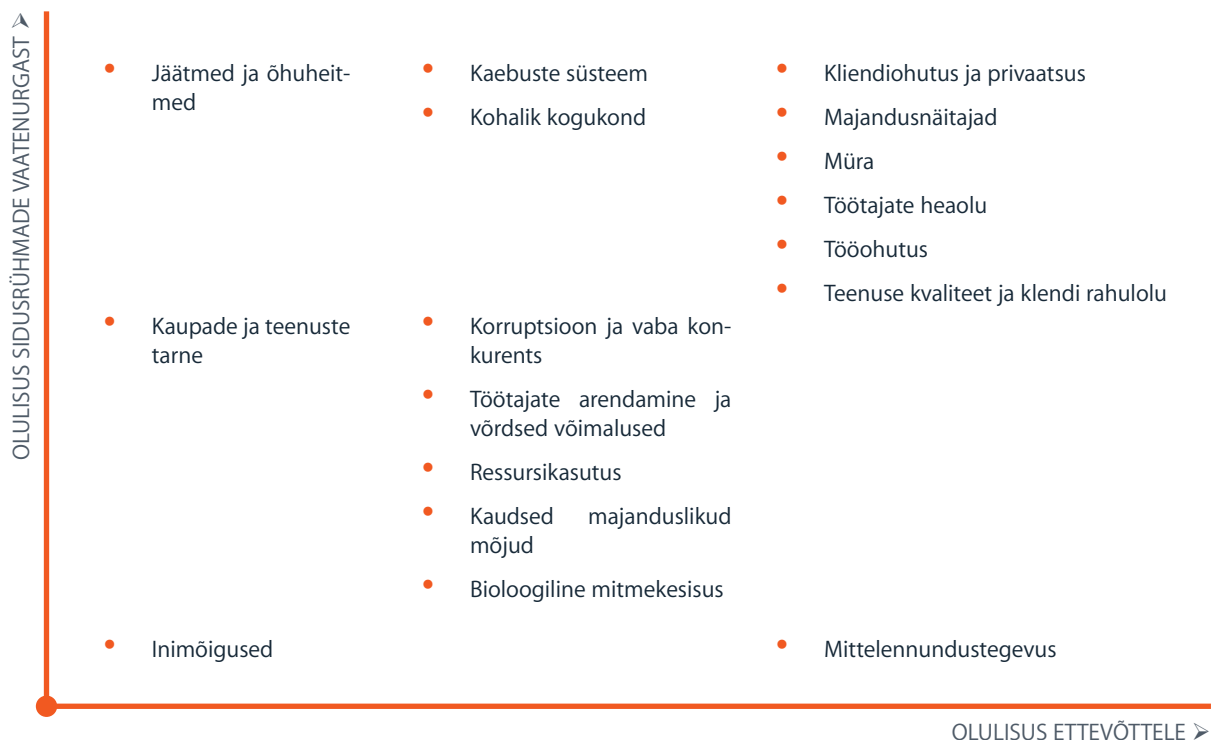 OLULISUS SIDUSRÜHMADE VAATENURGAST ➢
• Jäätmed ja õhuheit-
med
• Kaebuste süsteem
• Kohalik kogukond
• Kliendiohutus ja privaatsus
• Majandusnäitajad
• Müra
• Töötajate heaolu
• Tööohutus
• Teenuse kvaliteet ja klendi rahulolu
• Kaupade ja teenuste
tarne
• Korruptsioon ja vaba kon-
kurents
• Töötajate arendamine ja
võrdsed võimalused
• Ressursikasutus
• Kaudsed majanduslikud
mõjud
• Bioloogiline mitmekesisus
• Inimõigused
• Mittelennundustegevus
OLULISUS ETTEVÕTTELE ➢